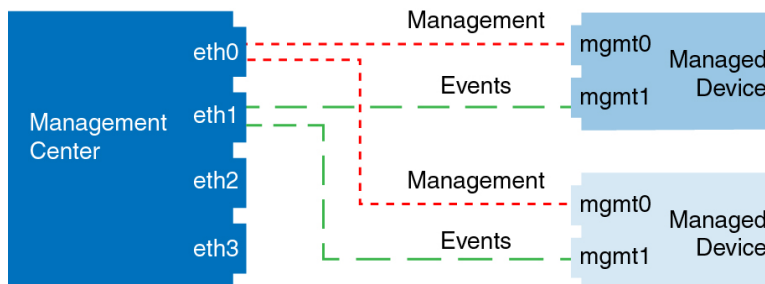 Management
eth0
mgmt0
Managed
Device
Events
eth1
mgmt1
Management
Center
eth2
Management
mgmt0
Managed
Device
eth3
Events
mgmt1